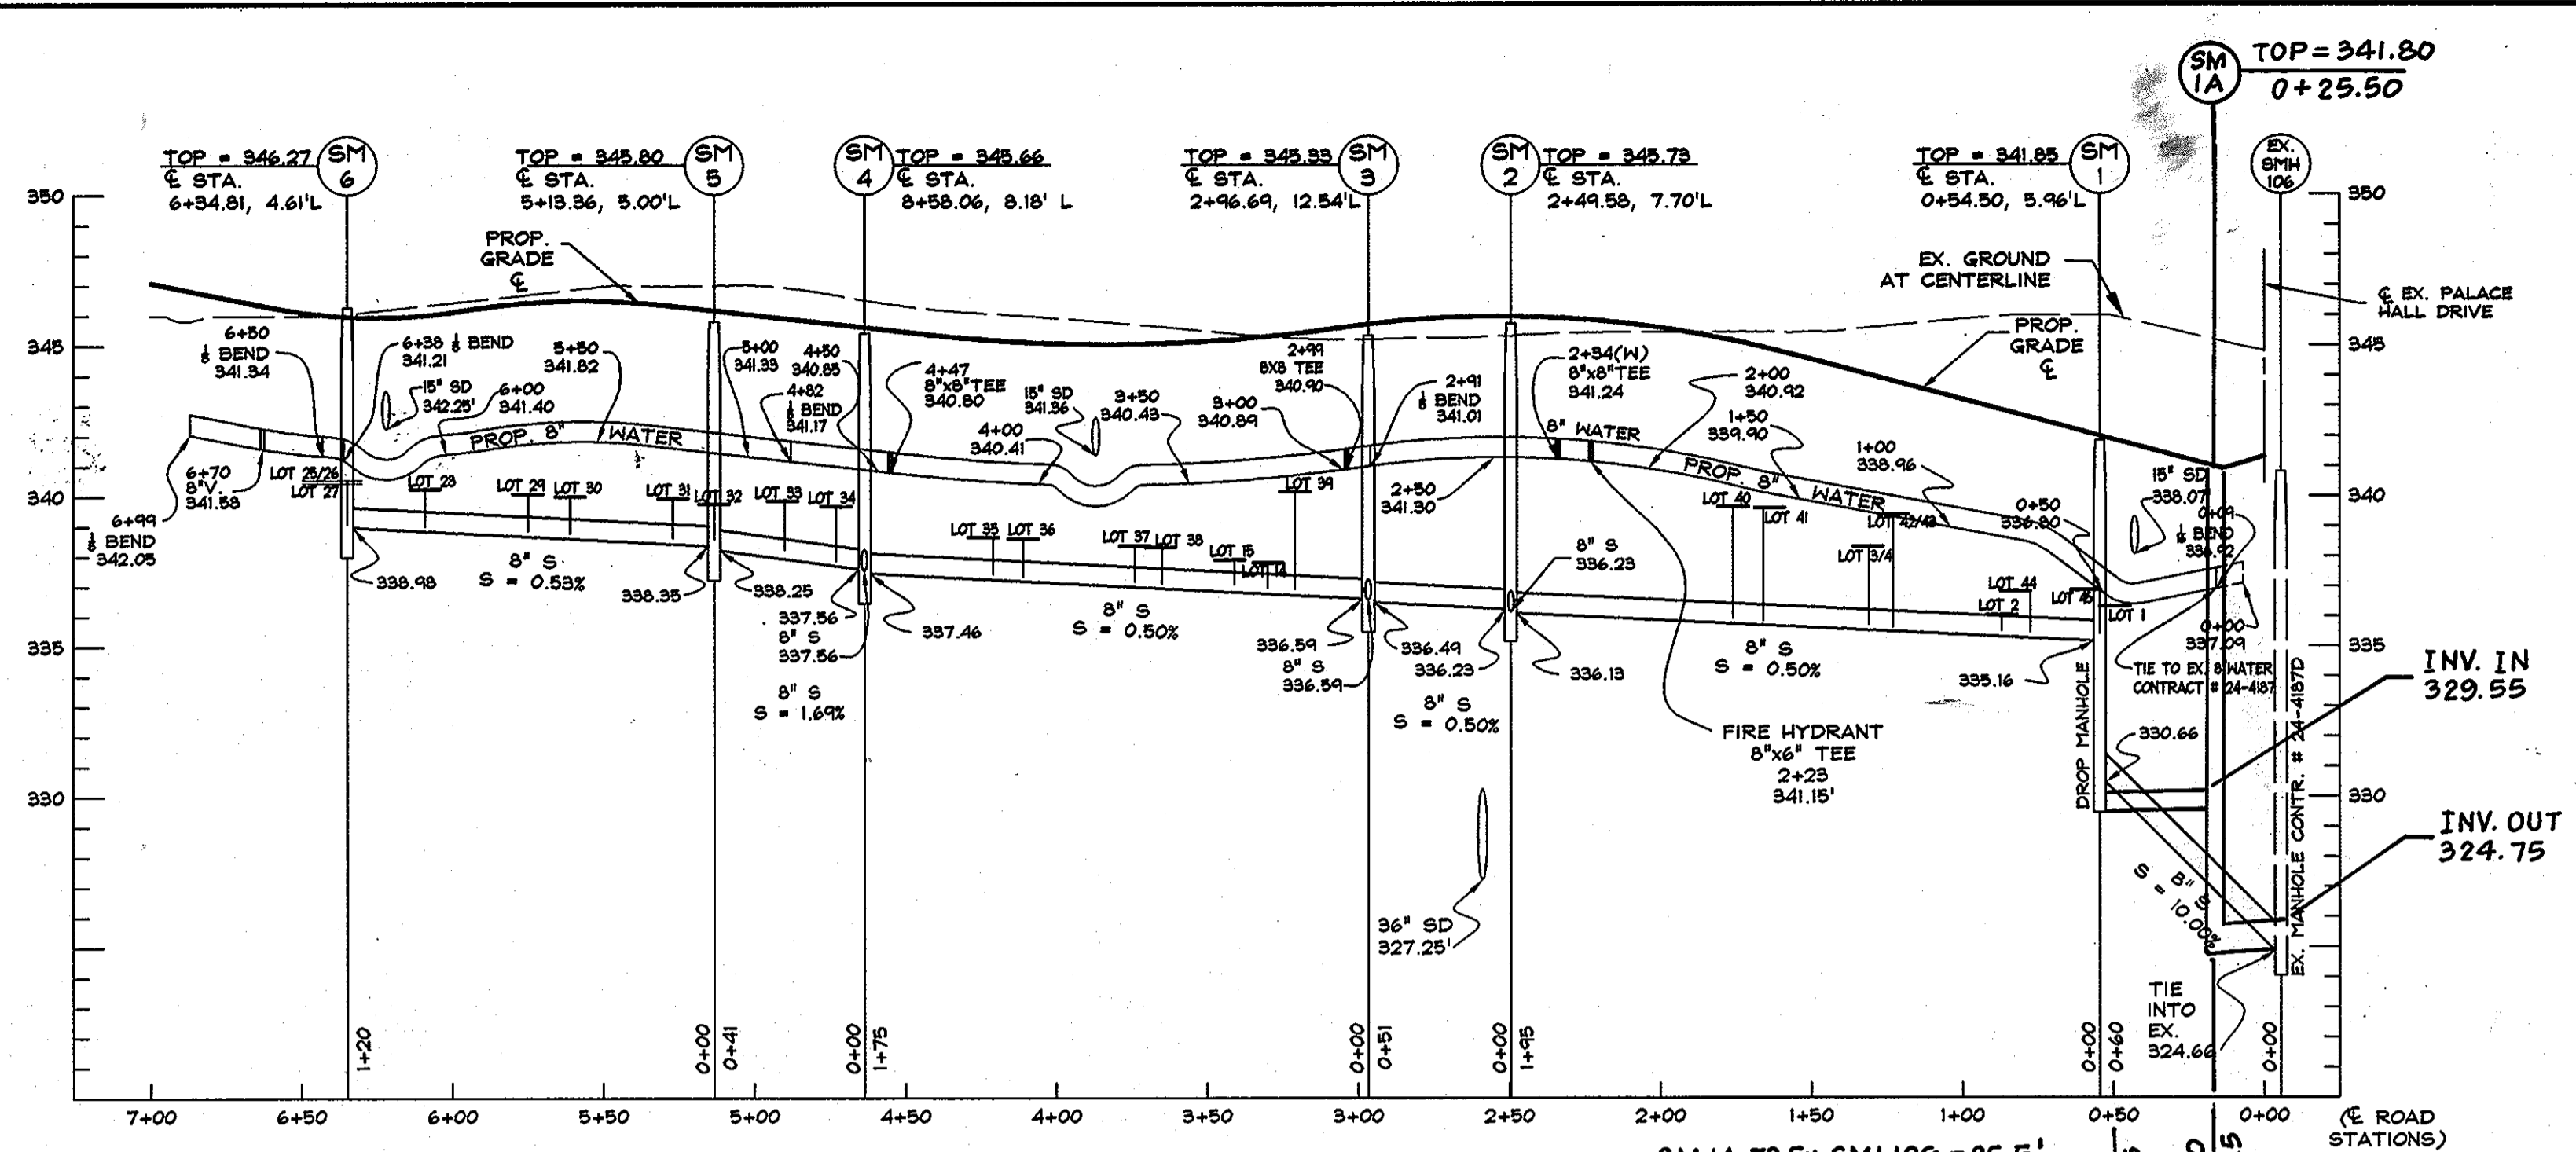 SM
1A
TOP = 341.80
0+25.50
TOP = 346.27
℄ STA.
6+34.81, 4.61'L
SM
6
TOP = 345.80
℄ STA.
5+13.36, 5.00'L
SM
5
SM
4
TOP = 345.66
℄ STA.
8+58.06, 8.18' L
TOP = 345.33
℄ STA.
2+96.69, 12.54'L
SM
3
SM
2
TOP = 345.73
℄ STA.
2+49.58, 7.70'L
TOP = 341.85
℄ STA.
0+54.50, 5.96'L
SM
1
EX.
SMH
106
350
345
340
335
330
350
345
340
335
330
PROP.
GRADE
℄
EX. GROUND
AT CENTERLINE
℄ EX. PALACE
HALL DRIVE
PROP.
GRADE
℄
6+50
⅛ BEND
341.34
6+38 ⅛ BEND
341.21
15" SD
342.25'
6+00
341.40
5+50
341.82
5+00
341.33
4+82
⅛ BEND
341.17
4+50
340.85
4+47
8"x8"TEE
340.80
15" SD
341.36
4+00
340.41
3+50
340.43
3+00
340.89
2+99
8X8 TEE
340.90
2+91
⅛ BEND
341.01
2+50
341.30
2+34(W)
8"x8"TEE
341.24
8" WATER
2+00
340.92
1+50
339.90
1+00
338.96
0+50
336.80
15" SD
338.07
0+09
⅛ BEND
336.92
0+00
337.09
PROP. 8" WATER
PROP. 8" WATER
6+99
⅛ BEND
342.05
6+70
8"V.
341.58
LOT 25/26
LOT 27
LOT 28
LOT 29
LOT 30
LOT 31
LOT 32
LOT 33
LOT 34
LOT 35
LOT 36
LOT 37
LOT 38
LOT 15
LOT 14
LOT 39
LOT 40
LOT 41
LOT 42/43
LOT 3/4
LOT 44
LOT 2
LOT 45
LOT 1
338.98
8" S
S = 0.53%
338.35
338.25
337.56
8" S
337.56
8" S
S = 1.69%
337.46
8" S
S = 0.50%
336.59
8" S
336.59
336.49
336.23
8" S
S = 0.50%
8" S
336.23
336.13
8" S
S = 0.50%
335.16
FIRE HYDRANT
8"x6" TEE
2+23
341.15'
36" SD
327.25'
DROP MANHOLE
TIE TO EX. 8 WATER
CONTRACT # 24-4187
330.66
8" S
S = 10.00%
EX. MANHOLE CONTR. # 24-4187D
INV. IN
329.55
INV. OUT
324.75
TIE
INTO
EX.
324.66
1+20
0+00
0+41
0+00
1+75
0+00
0+51
0+00
1+95
0+00
0+60
0+00
7+00
6+50
6+00
5+50
5+00
4+50
4+00
3+50
3+00
2+50
2+00
1+50
1+00
0+50
0+00
(℄ ROAD
STATIONS)